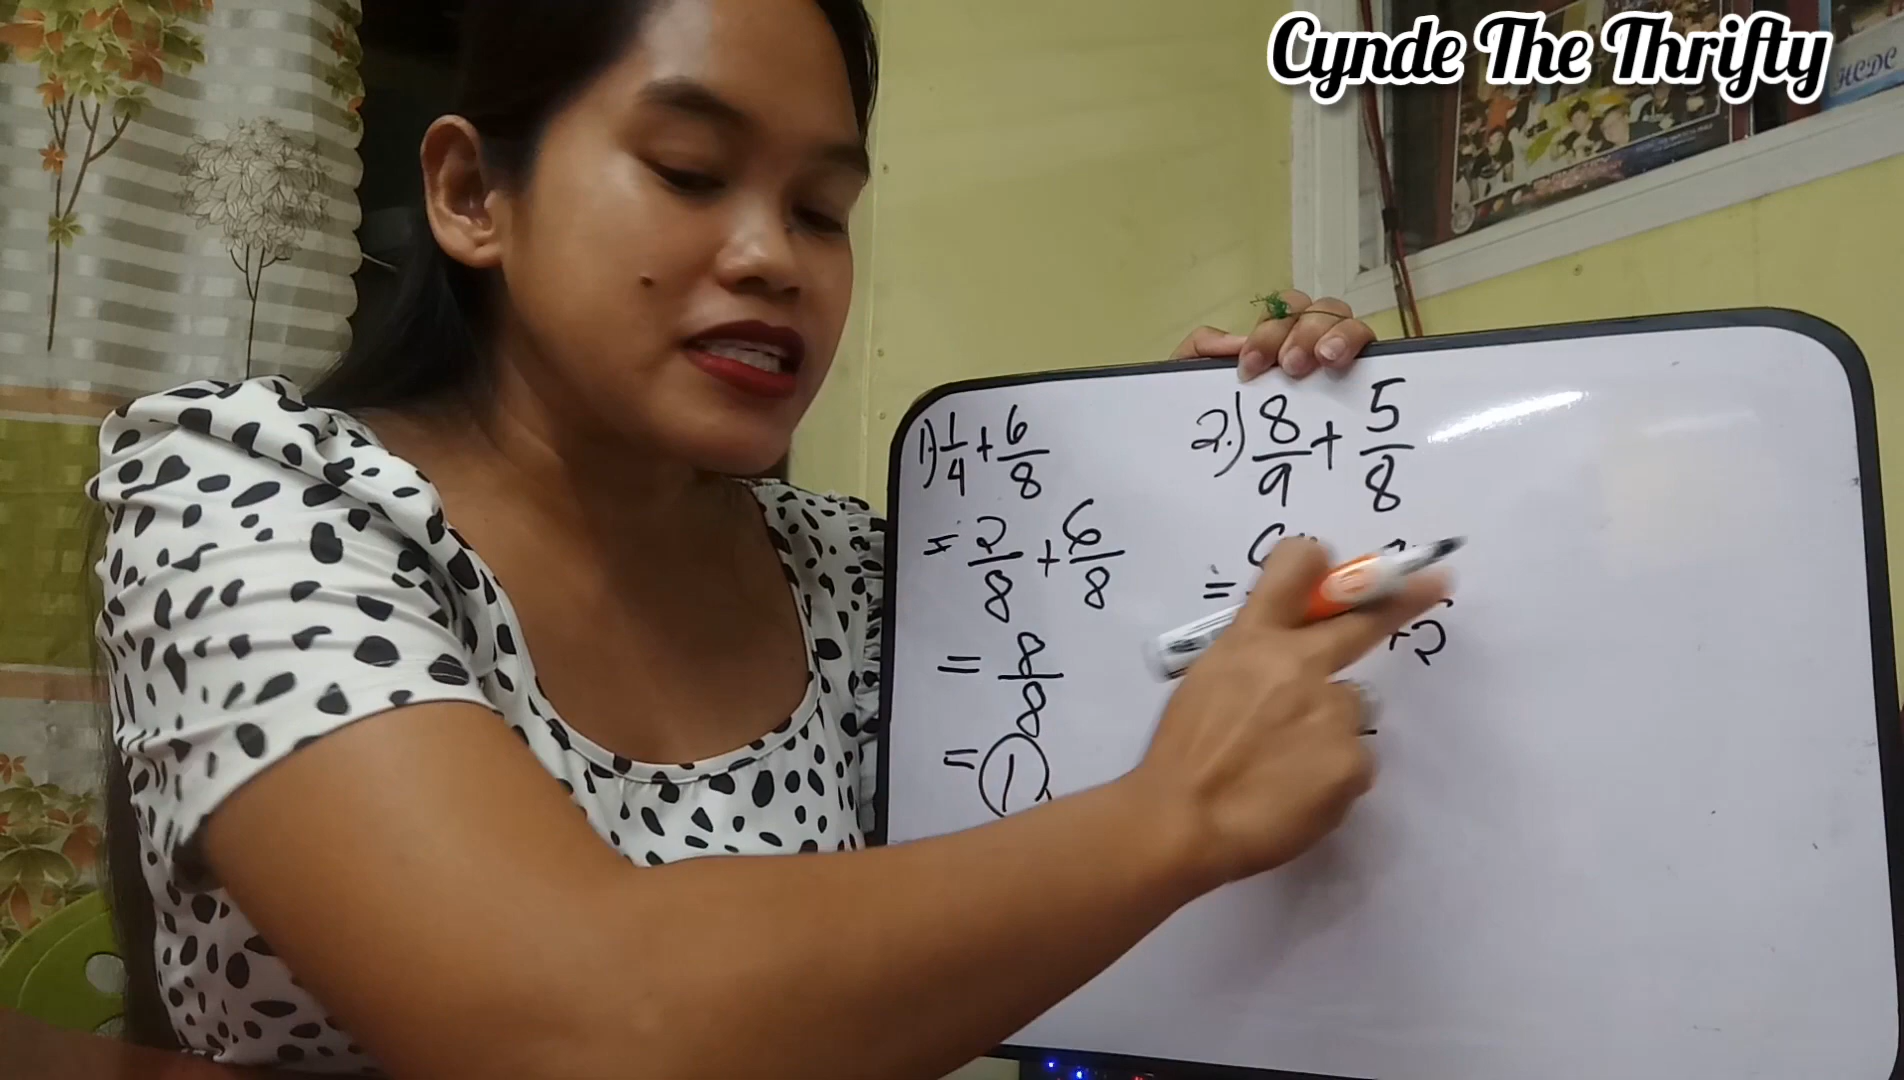 Cynde The Thrifty
HCDC
1.) 1/4 + 6/8
= 2/8 + 6/8
= 8/8
= 1
2.) 8/9 + 5/8
=